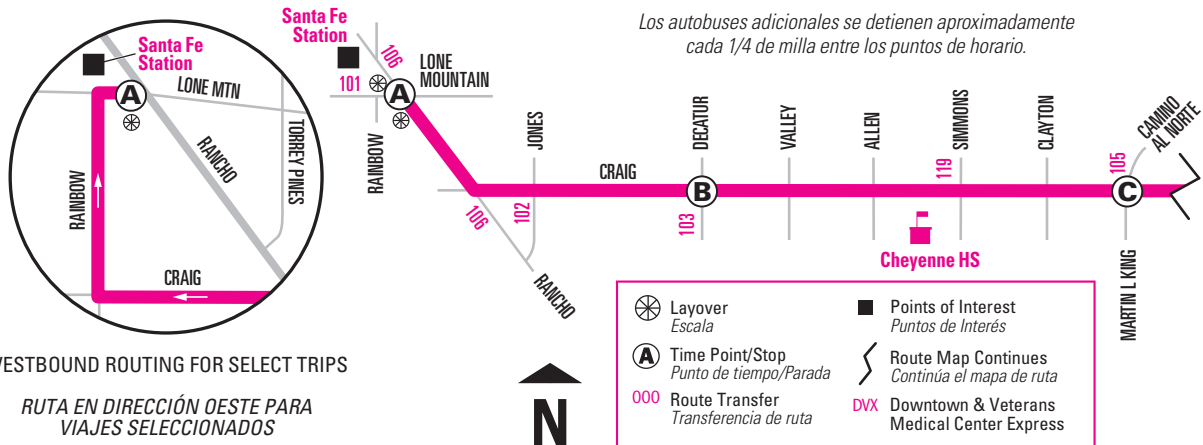 Santa Fe
Station
A
LONE MTN
RAINBOW
RANCHO
TORREY PINES
CRAIG
WESTBOUND ROUTING FOR SELECT TRIPS
RUTA EN DIRECCIÓN OESTE PARA
VIAJES SELECCIONADOS
Los autobuses adicionales se detienen aproximadamente
cada 1/4 de milla entre los puntos de horario.
Santa Fe
Station
101
106
A
LONE
MOUNTAIN
RAINBOW
106
102
JONES
RANCHO
CRAIG
DECATUR
B
103
VALLEY
ALLEN
SIMMONS
119
Cheyenne HS
CLAYTON
105
CAMINO
AL NORTE
C
MARTIN L KING
N
Layover
Escala
A
Time Point/Stop
Punto de tiempo/Parada
000
Route Transfer
Transferencia de ruta
Points of Interest
Puntos de Interés
Route Map Continues
Continúa el mapa de ruta
DVX
Downtown & Veterans
Medical Center Express